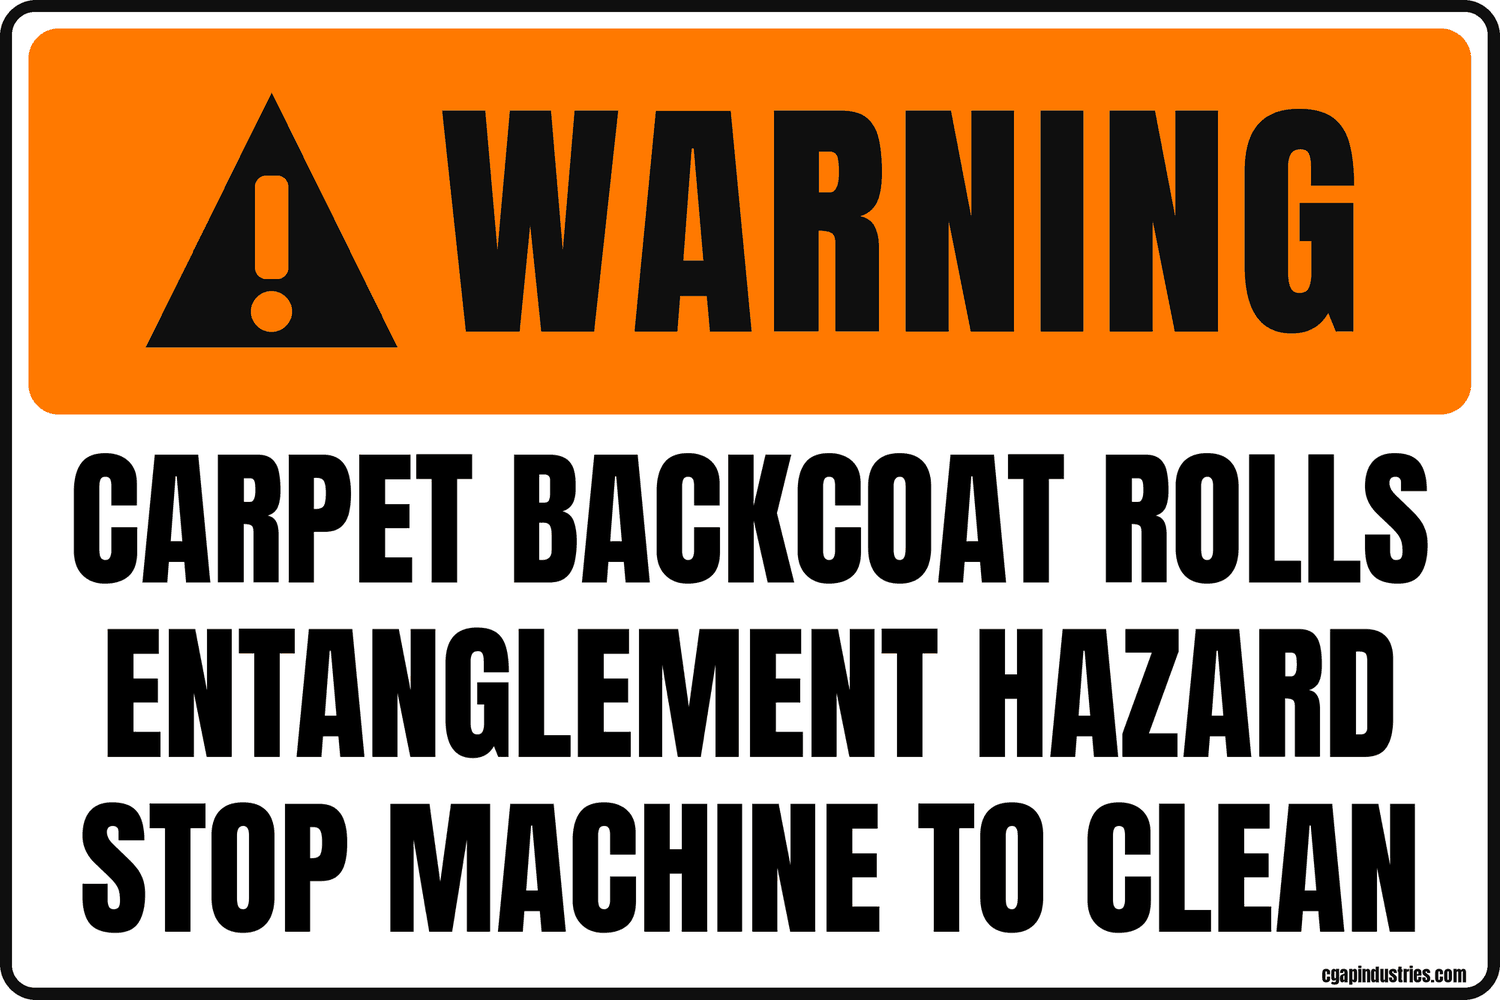 WARNING
CARPET BACKCOAT ROLLS
ENTANGLEMENT HAZARD
STOP MACHINE TO CLEAN
cgapindustries.com